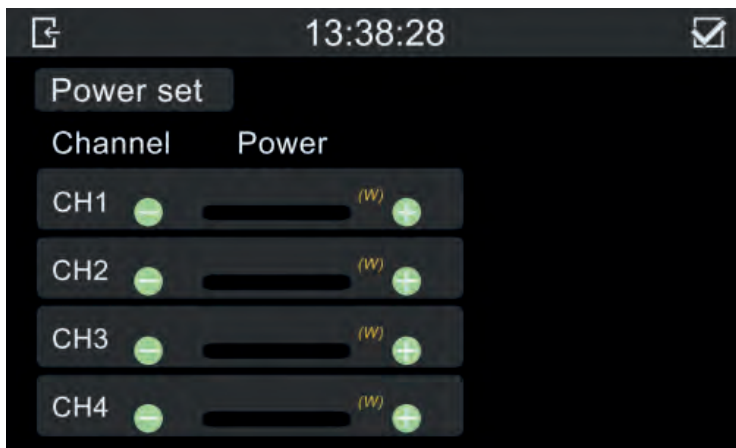 13:38:28
Power set
Channel Power
CH1 (W)
CH2 (W)
CH3 (W)
CH4 (W)